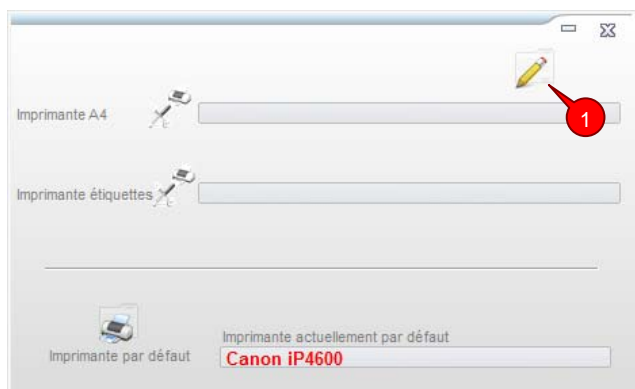 1
Imprimante A4
Imprimante étiquettes
Imprimante actuellement par défaut
Imprimante par défaut
Canon iP4600